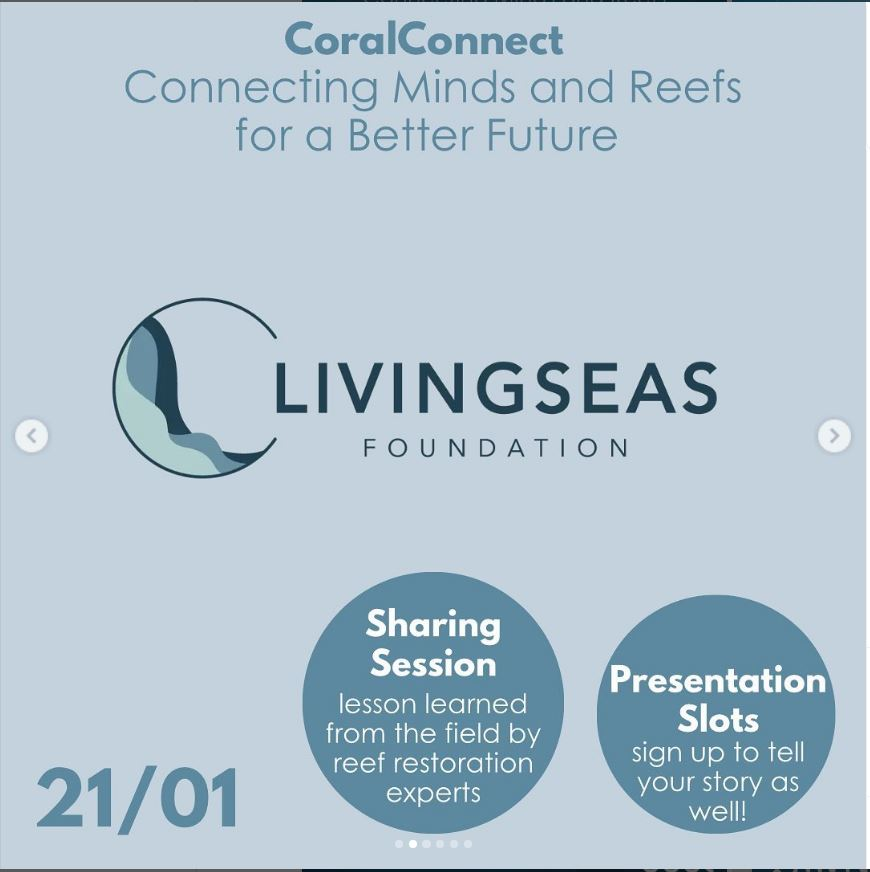 CoralConnect
Connecting Minds and Reefs
for a Better Future
LIVINGSEAS
FOUNDATION
Sharing
Session
lesson learned
from the field by
reef restoration
experts
Presentation
Slots
sign up to tell
your story as
well!
21/01